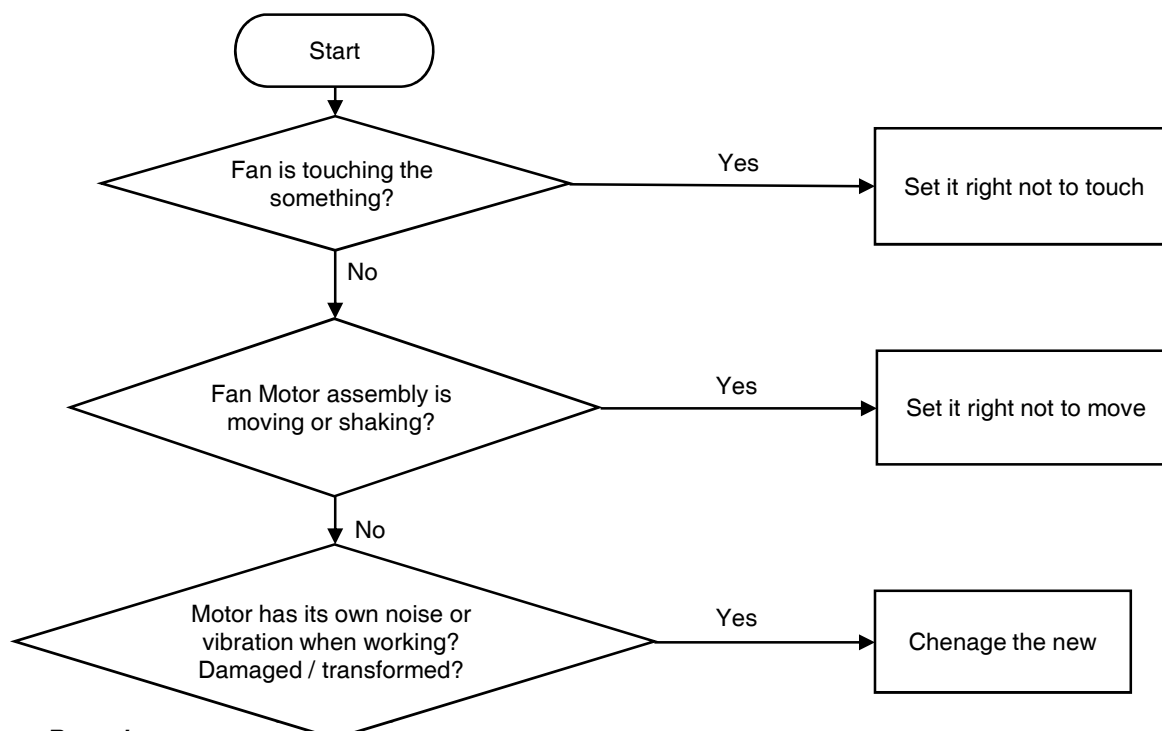 Start
Fan is touching the
something?
Yes
Set it right not to touch
No
Fan Motor assembly is
moving or shaking?
Yes
Set it right not to move
No
Motor has its own noise or
vibration when working?
Damaged / transformed?
Yes
Chenage the new